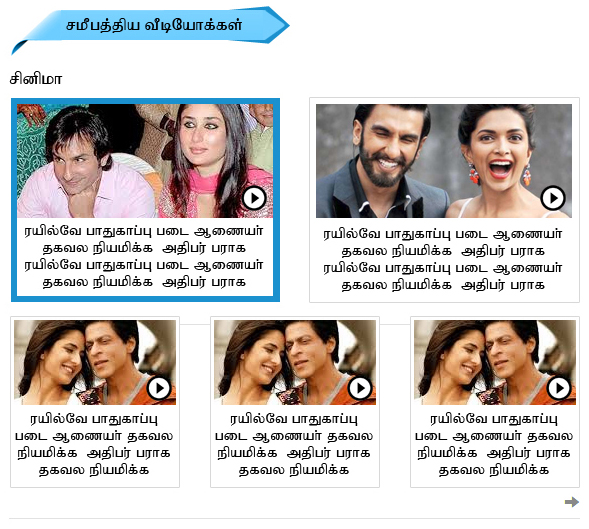 சமீபத்திய வீடியோக்கள்
சினிமா
ரயில்வே பாதுகாப்பு படை ஆணையர்
தகவல நியமிக்க அதிபர் பராக
ரயில்வே பாதுகாப்பு படை ஆணையர்
தகவல நியமிக்க அதிபர் பராக
ரயில்வே பாதுகாப்பு படை ஆணையர்
தகவல நியமிக்க அதிபர் பராக
ரயில்வே பாதுகாப்பு படை ஆணையர்
தகவல நியமிக்க அதிபர் பராக
ரயில்வே பாதுகாப்பு
படை ஆணையர் தகவல
நியமிக்க அதிபர் பராக
தகவல நியமிக்க
ரயில்வே பாதுகாப்பு
படை ஆணையர் தகவல
நியமிக்க அதிபர் பராக
தகவல நியமிக்க
ரயில்வே பாதுகாப்பு
படை ஆணையர் தகவல
நியமிக்க அதிபர் பராக
தகவல நியமிக்க